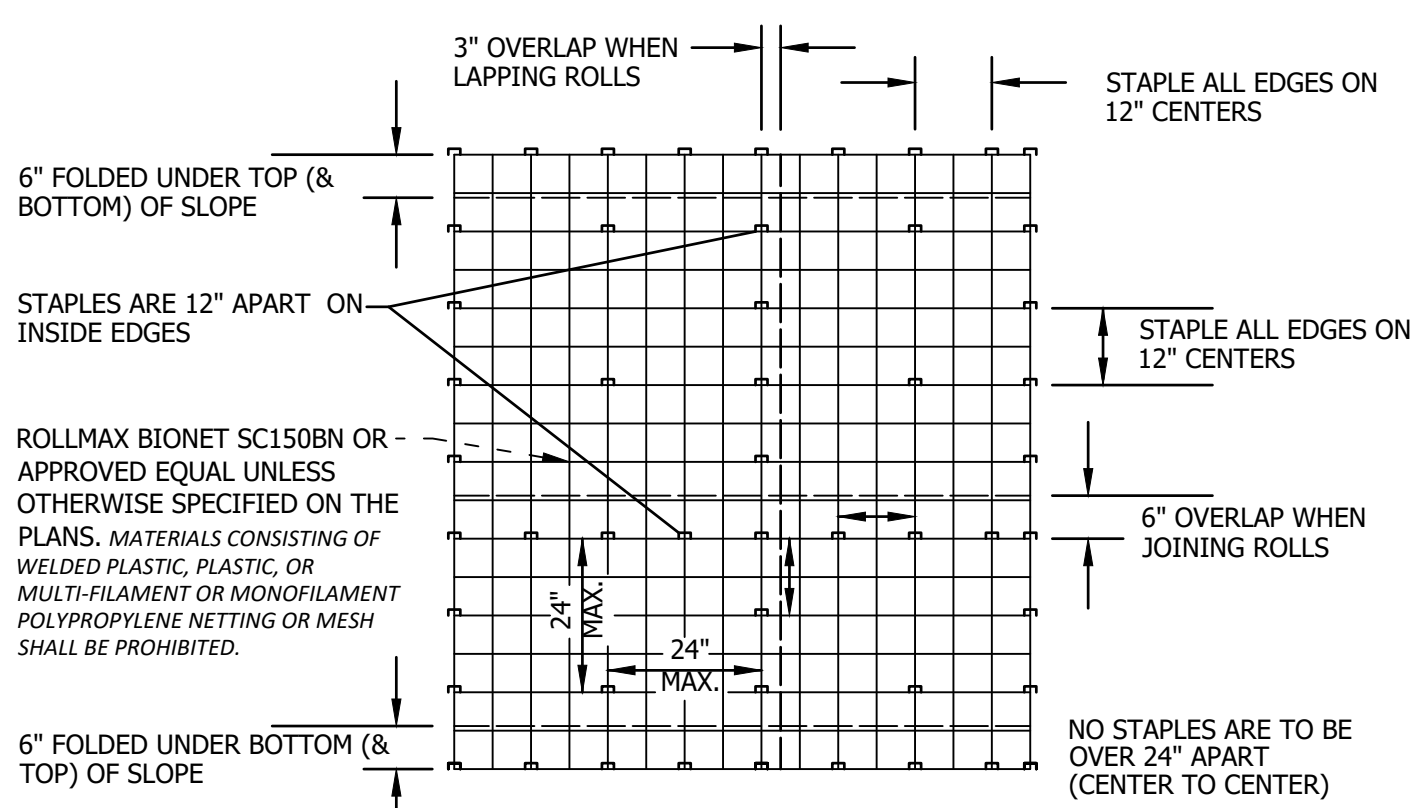 3" OVERLAP WHEN
LAPPING ROLLS
STAPLE ALL EDGES ON
12" CENTERS
6" FOLDED UNDER TOP (&
BOTTOM) OF SLOPE
STAPLES ARE 12" APART ON
INSIDE EDGES
STAPLE ALL EDGES ON
12" CENTERS
ROLLMAX BIONET SC150BN OR
APPROVED EQUAL UNLESS
OTHERWISE SPECIFIED ON THE
PLANS. MATERIALS CONSISTING OF
WELDED PLASTIC, PLASTIC, OR
MULTI-FILAMENT OR MONOFILAMENT
POLYPROPYLENE NETTING OR MESH
SHALL BE PROHIBITED.
6" OVERLAP WHEN
JOINING ROLLS
24"
MAX.
24"
MAX.
6" FOLDED UNDER BOTTOM (&
TOP) OF SLOPE
NO STAPLES ARE TO BE
OVER 24" APART
(CENTER TO CENTER)